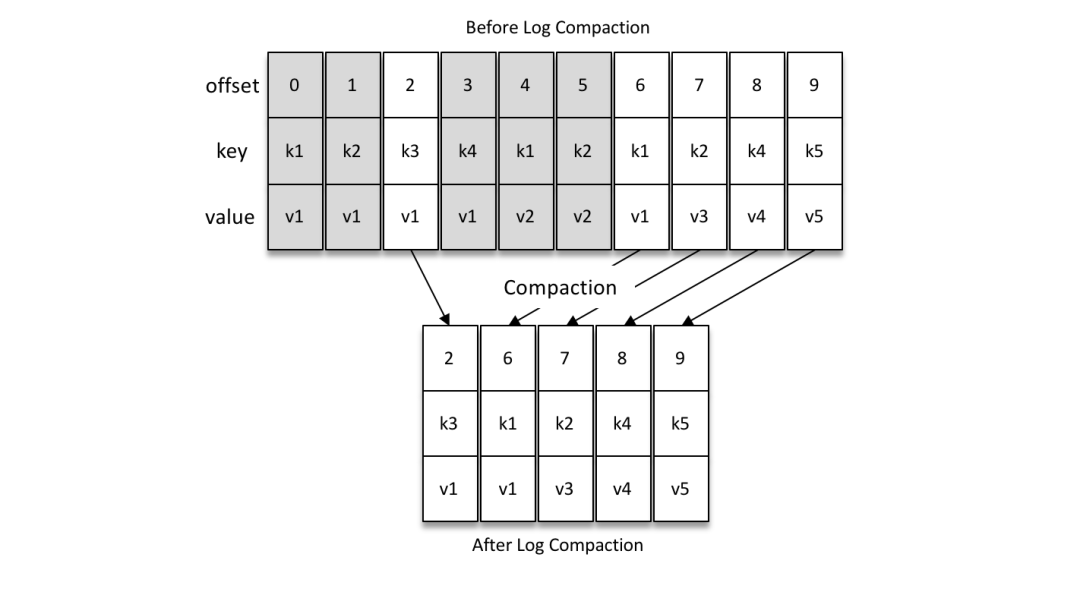 Before Log Compaction
offset 0 1 2 3 4 5 6 7 8 9
key k1 k2 k3 k4 k1 k2 k1 k2 k4 k5
value v1 v1 v1 v1 v2 v2 v1 v3 v4 v5
Compaction
2 6 7 8 9
k3 k1 k2 k4 k5
v1 v1 v3 v4 v5
After Log Compaction